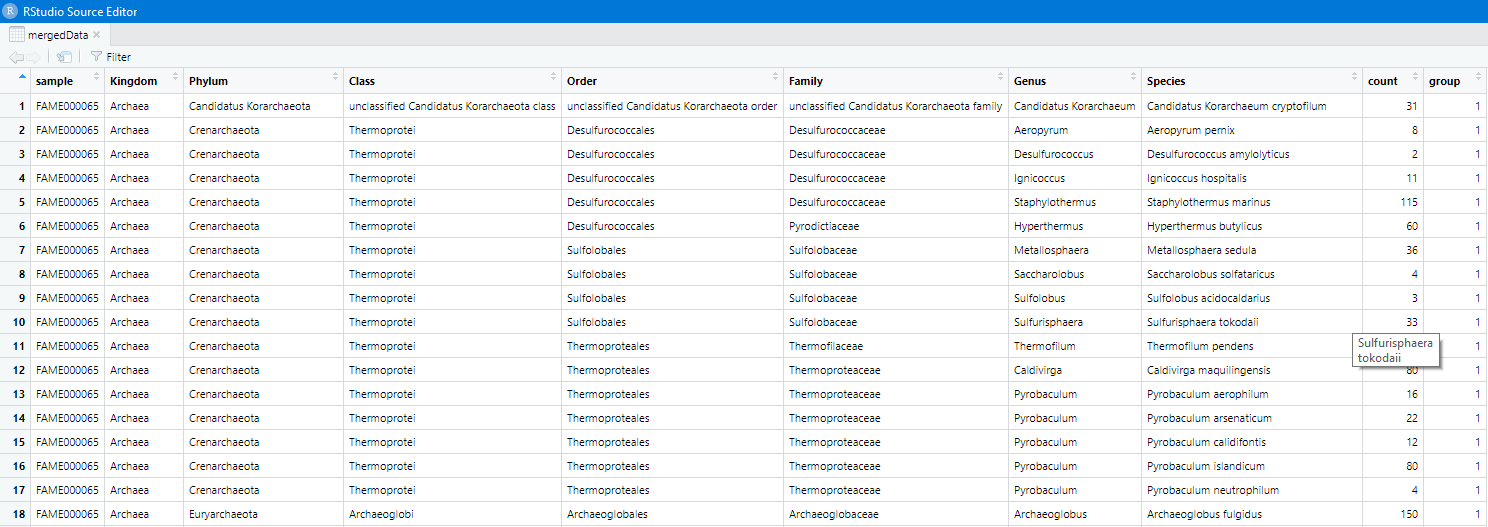 RStudio Source Editor
mergedData
Filter
sample Kingdom Phylum Class Order Family Genus Species count group
1 FAME000065 Archaea Candidatus Korarchaeota unclassified Candidatus Korarchaeota class unclassified Candidatus Korarchaeota order unclassified Candidatus Korarchaeota family Candidatus Korarchaeum Candidatus Korarchaeum cryptofilum 31 1
2 FAME000065 Archaea Crenarchaeota Thermoprotei Desulfurococcales Desulfurococcaceae Aeropyrum Aeropyrum pernix 8 1
3 FAME000065 Archaea Crenarchaeota Thermoprotei Desulfurococcales Desulfurococcaceae Desulfurococcus Desulfurococcus amylolyticus 2 1
4 FAME000065 Archaea Crenarchaeota Thermoprotei Desulfurococcales Desulfurococcaceae Ignicoccus Ignicoccus hospitalis 11 1
5 FAME000065 Archaea Crenarchaeota Thermoprotei Desulfurococcales Desulfurococcaceae Staphylothermus Staphylothermus marinus 115 1
6 FAME000065 Archaea Crenarchaeota Thermoprotei Desulfurococcales Pyrodictiaceae Hyperthermus Hyperthermus butylicus 60 1
7 FAME000065 Archaea Crenarchaeota Thermoprotei Sulfolobales Sulfolobaceae Metallosphaera Metallosphaera sedula 36 1
8 FAME000065 Archaea Crenarchaeota Thermoprotei Sulfolobales Sulfolobaceae Saccharolobus Saccharolobus solfataricus 4 1
9 FAME000065 Archaea Crenarchaeota Thermoprotei Sulfolobales Sulfolobaceae Sulfolobus Sulfolobus acidocaldarius 3 1
10 FAME000065 Archaea Crenarchaeota Thermoprotei Sulfolobales Sulfolobaceae Sulfurisphaera Sulfurisphaera tokodaii 33 1
11 FAME000065 Archaea Crenarchaeota Thermoprotei Thermoproteales Thermofilaceae Thermofilum Thermofilum pendens 1
Sulfurisphaera
tokodaii
12 FAME000065 Archaea Crenarchaeota Thermoprotei Thermoproteales Thermoproteaceae Caldivirga Caldivirga maquilingensis 80 1
13 FAME000065 Archaea Crenarchaeota Thermoprotei Thermoproteales Thermoproteaceae Pyrobaculum Pyrobaculum aerophilum 16 1
14 FAME000065 Archaea Crenarchaeota Thermoprotei Thermoproteales Thermoproteaceae Pyrobaculum Pyrobaculum arsenaticum 22 1
15 FAME000065 Archaea Crenarchaeota Thermoprotei Thermoproteales Thermoproteaceae Pyrobaculum Pyrobaculum calidifontis 12 1
16 FAME000065 Archaea Crenarchaeota Thermoprotei Thermoproteales Thermoproteaceae Pyrobaculum Pyrobaculum islandicum 80 1
17 FAME000065 Archaea Crenarchaeota Thermoprotei Thermoproteales Thermoproteaceae Pyrobaculum Pyrobaculum neutrophilum 4 1
18 FAME000065 Archaea Euryarchaeota Archaeoglobi Archaeoglobales Archaeoglobaceae Archaeoglobus Archaeoglobus fulgidus 150 1